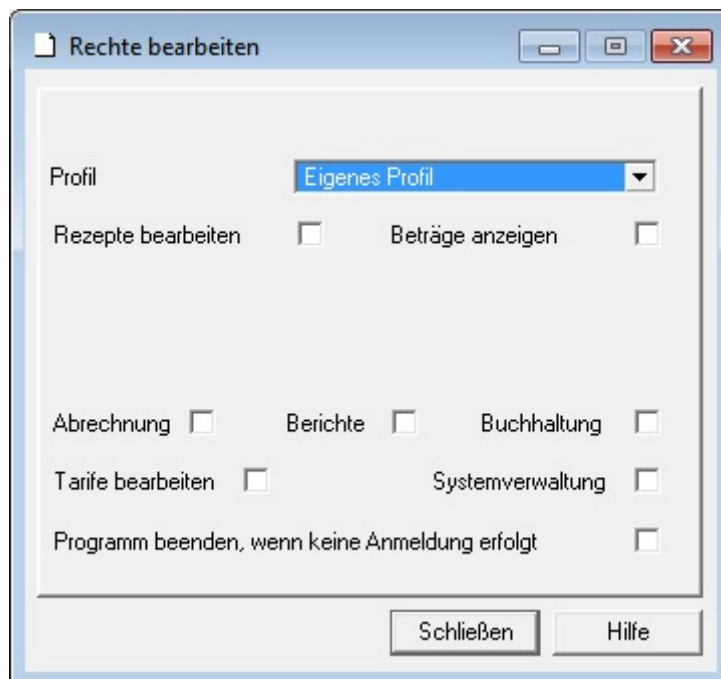 Rechte bearbeiten
Profil Eigenes Profil
Rezepte bearbeiten Beträge anzeigen
Abrechnung Berichte Buchhaltung
Tarife bearbeiten Systemverwaltung
Programm beenden, wenn keine Anmeldung erfolgt
Schließen Hilfe